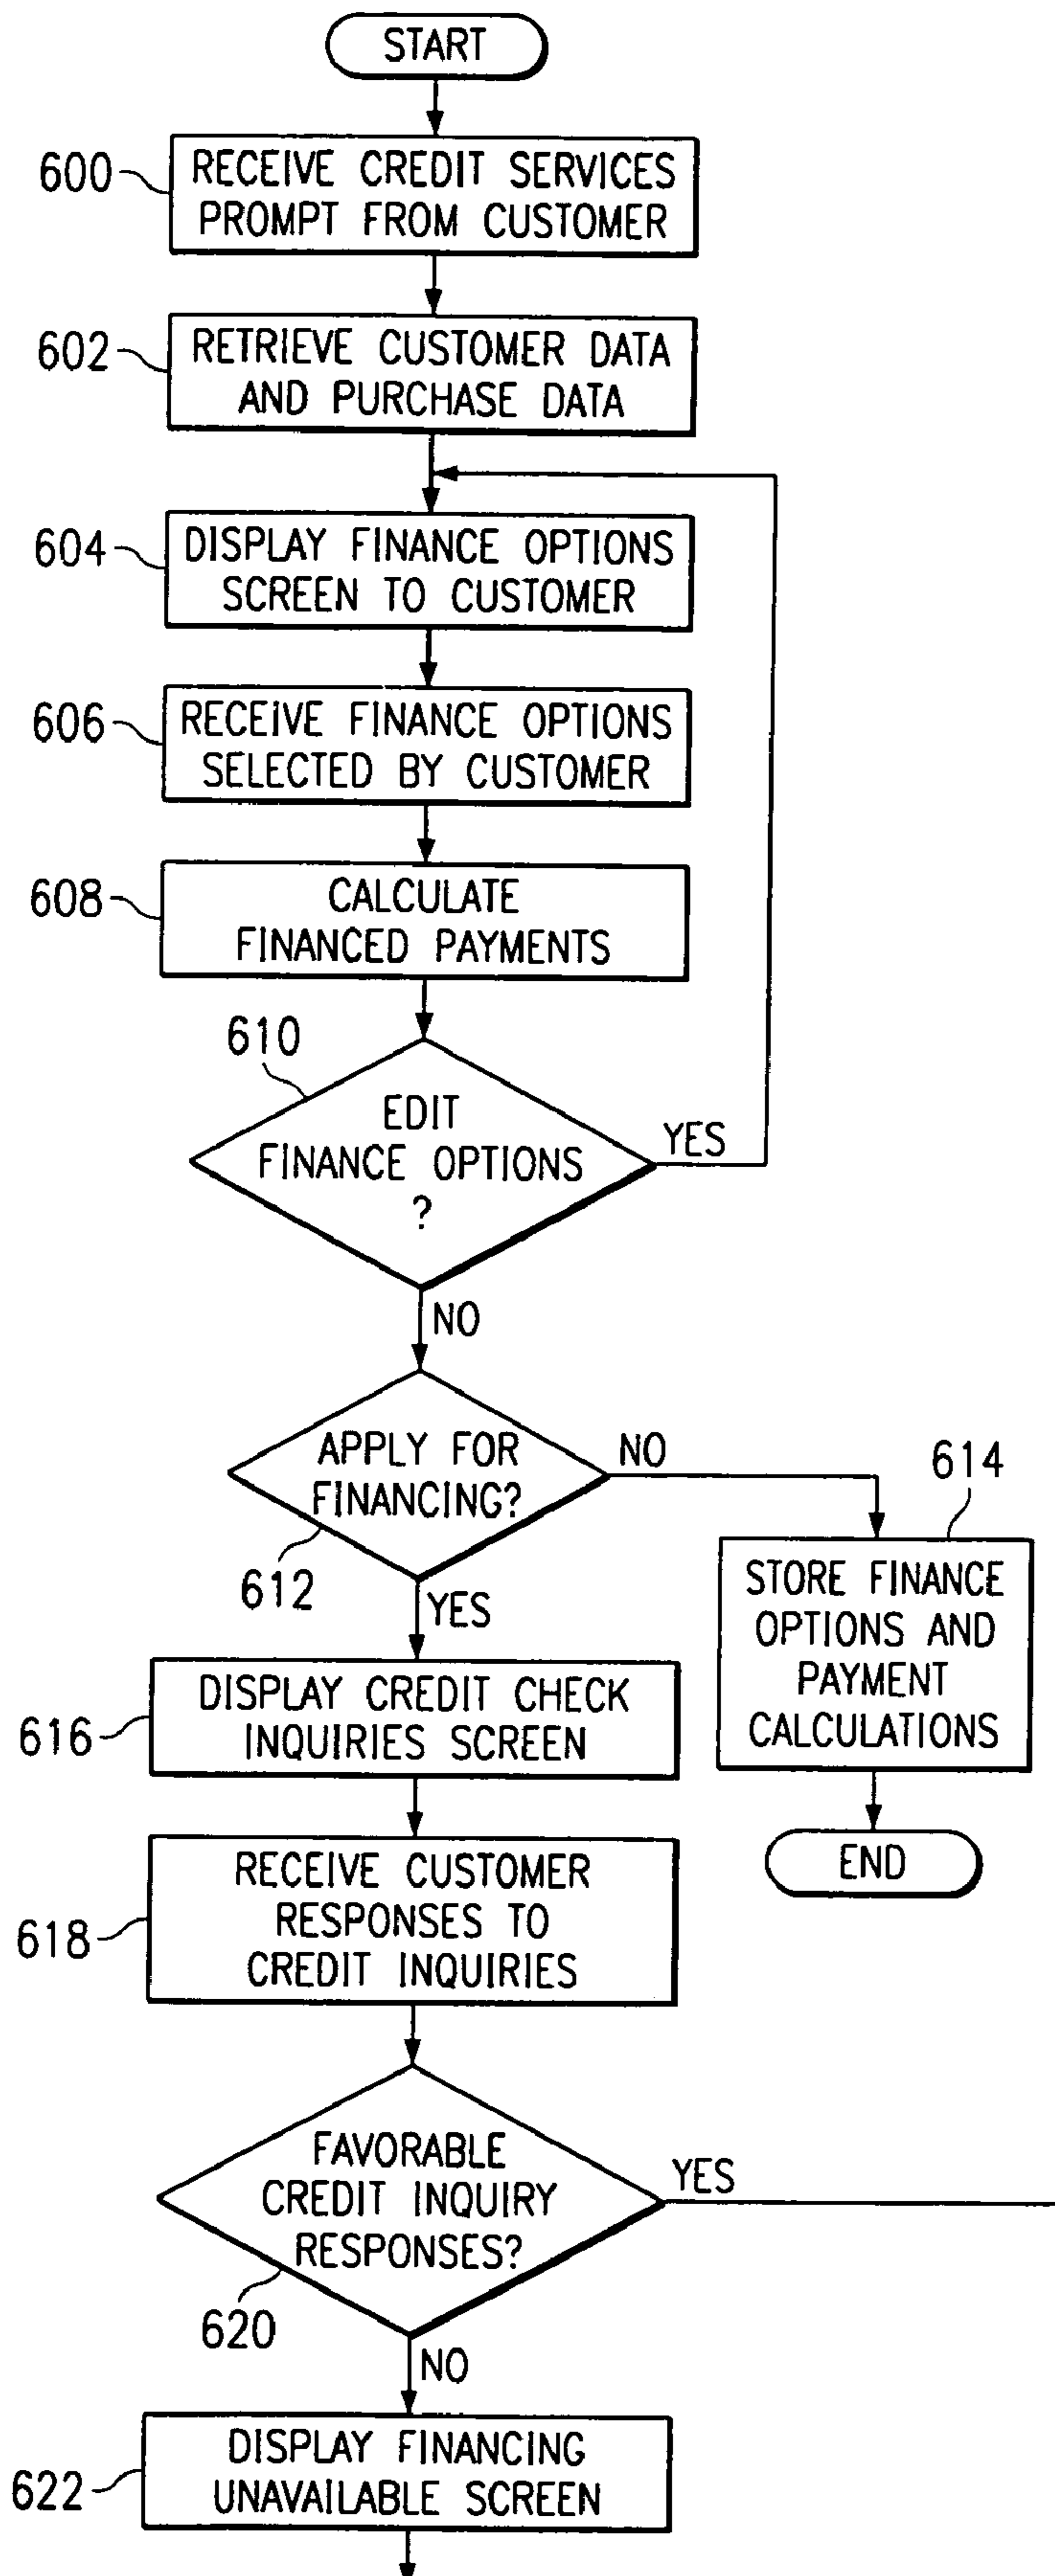 START
600
RECEIVE CREDIT SERVICES
PROMPT FROM CUSTOMER
602
RETRIEVE CUSTOMER DATA
AND PURCHASE DATA
604
DISPLAY FINANCE OPTIONS
SCREEN TO CUSTOMER
606
RECEIVE FINANCE OPTIONS
SELECTED BY CUSTOMER
608
CALCULATE
FINANCED PAYMENTS
610
EDIT
FINANCE OPTIONS
?
YES
NO
APPLY FOR
FINANCING?
NO
612
YES
614
STORE FINANCE
OPTIONS AND
PAYMENT
CALCULATIONS
END
616
DISPLAY CREDIT CHECK
INQUIRIES SCREEN
618
RECEIVE CUSTOMER
RESPONSES TO
CREDIT INQUIRIES
FAVORABLE
CREDIT INQUIRY
RESPONSES?
YES
620
NO
622
DISPLAY FINANCING
UNAVAILABLE SCREEN